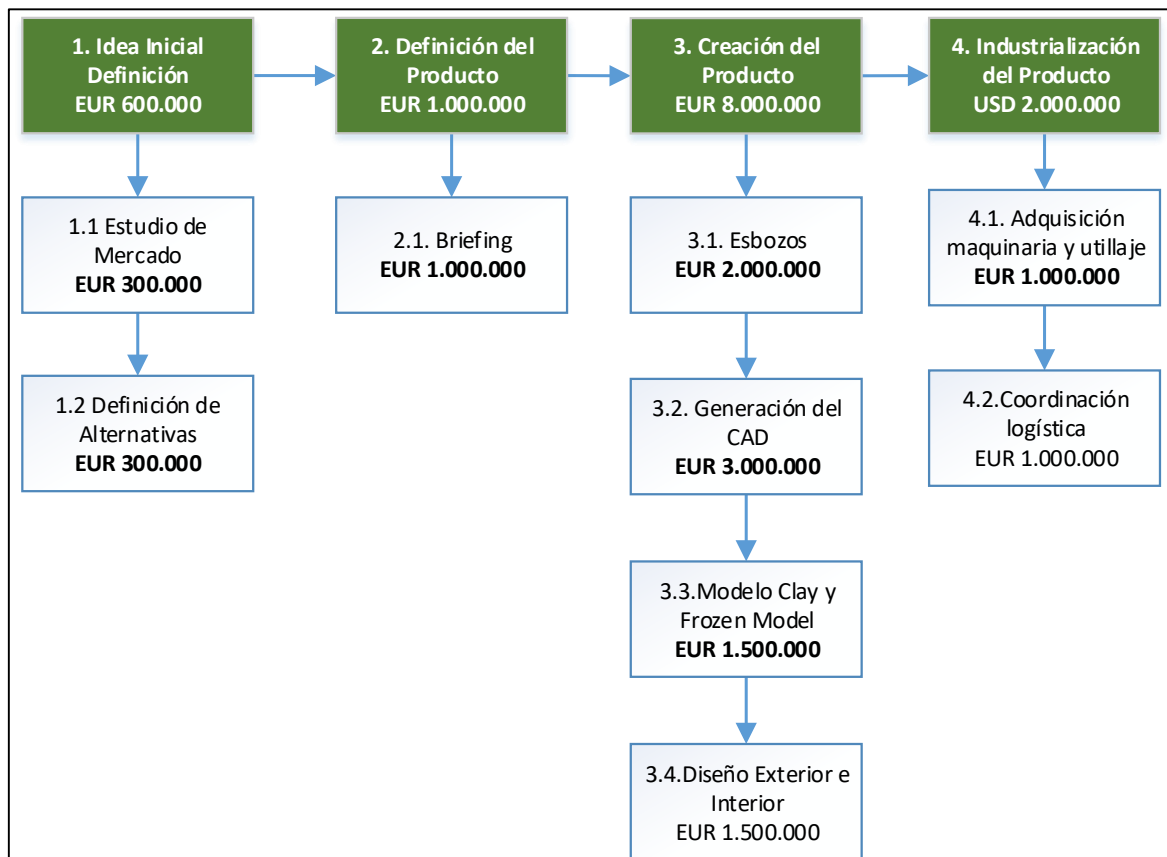 1. Idea Inicial
Definición
EUR 600.000
2. Definición del
Producto
EUR 1.000.000
3. Creación del
Producto
EUR 8.000.000
4. Industrialización
del Producto
USD 2.000.000
1.1 Estudio de
Mercado
EUR 300.000
1.2 Definición de
Alternativas
EUR 300.000
2.1. Briefing
EUR 1.000.000
3.1. Esbozos
EUR 2.000.000
3.2. Generación del
CAD
EUR 3.000.000
3.3.Modelo Clay y
Frozen Model
EUR 1.500.000
3.4.Diseño Exterior e
Interior
EUR 1.500.000
4.1. Adquisición
maquinaria y utillaje
EUR 1.000.000
4.2.Coordinación
logística
EUR 1.000.000